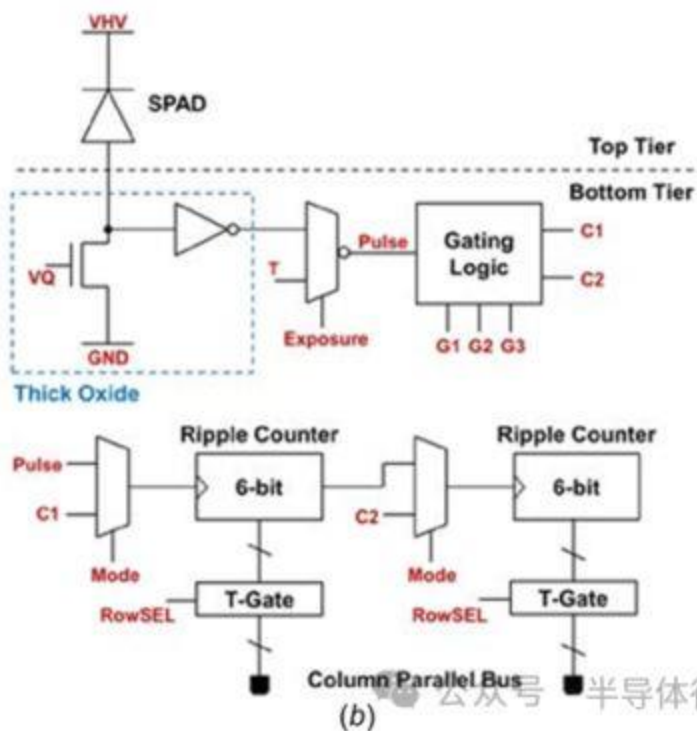 VHV
SPAD
Top Tier
Bottom Tier
VQ
GND
Thick Oxide
T
Exposure
Pulse
Gating
Logic
C1
C2
G1 G2 G3
Ripple Counter
Ripple Counter
Pulse
C1
6-bit
C2
6-bit
Mode
Mode
RowSEL
T-Gate
RowSEL
T-Gate
Column Parallel Bus
公众号 半导体
(b)